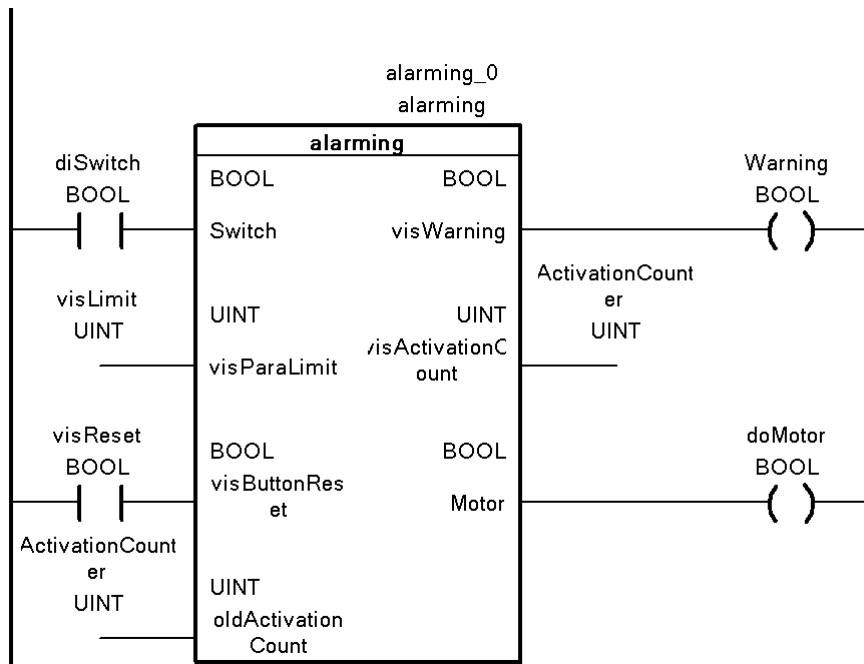 alarming_0
alarming
alarming
diSwitch
BOOL
BOOL
BOOL
Warning
BOOL
Switch
visWarning
visLimit
UINT
UINT
UINT
ActivationCount
er
UINT
visParaLimit
visActivationC
ount
visReset
BOOL
BOOL
BOOL
doMotor
BOOL
visButtonRes
et
Motor
ActivationCount
er
UINT
UINT
oldActivation
Count